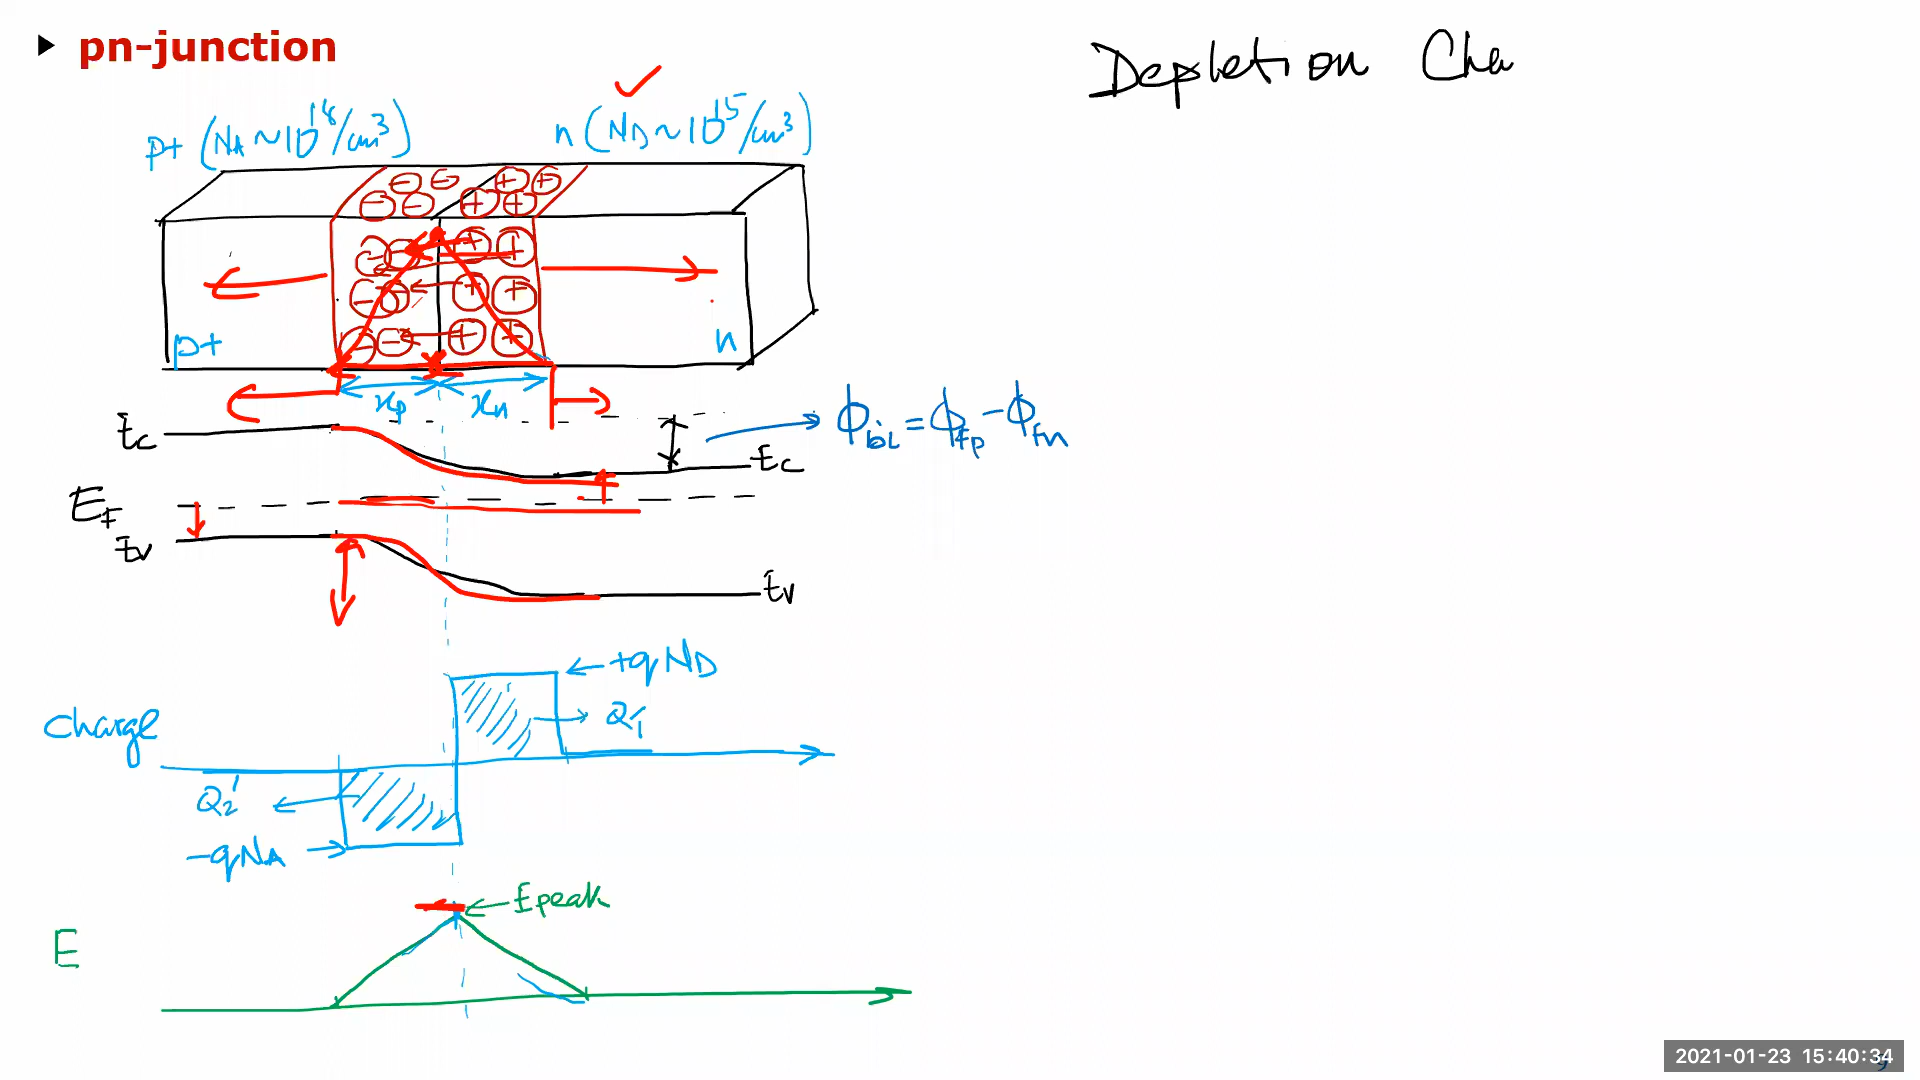 pn-junction
Depletion Cha
p+ (NA~10^18/cm^3)
n (ND~10^15/cm^3)
p+
n
xp
xn
Ec
Ec
ϕbi = ϕFp - ϕFn
EF
Ev
Ev
+qND
Charge
Q1'
Q2'
-qNA
Epeak
E
2021-01-23 15:40:34